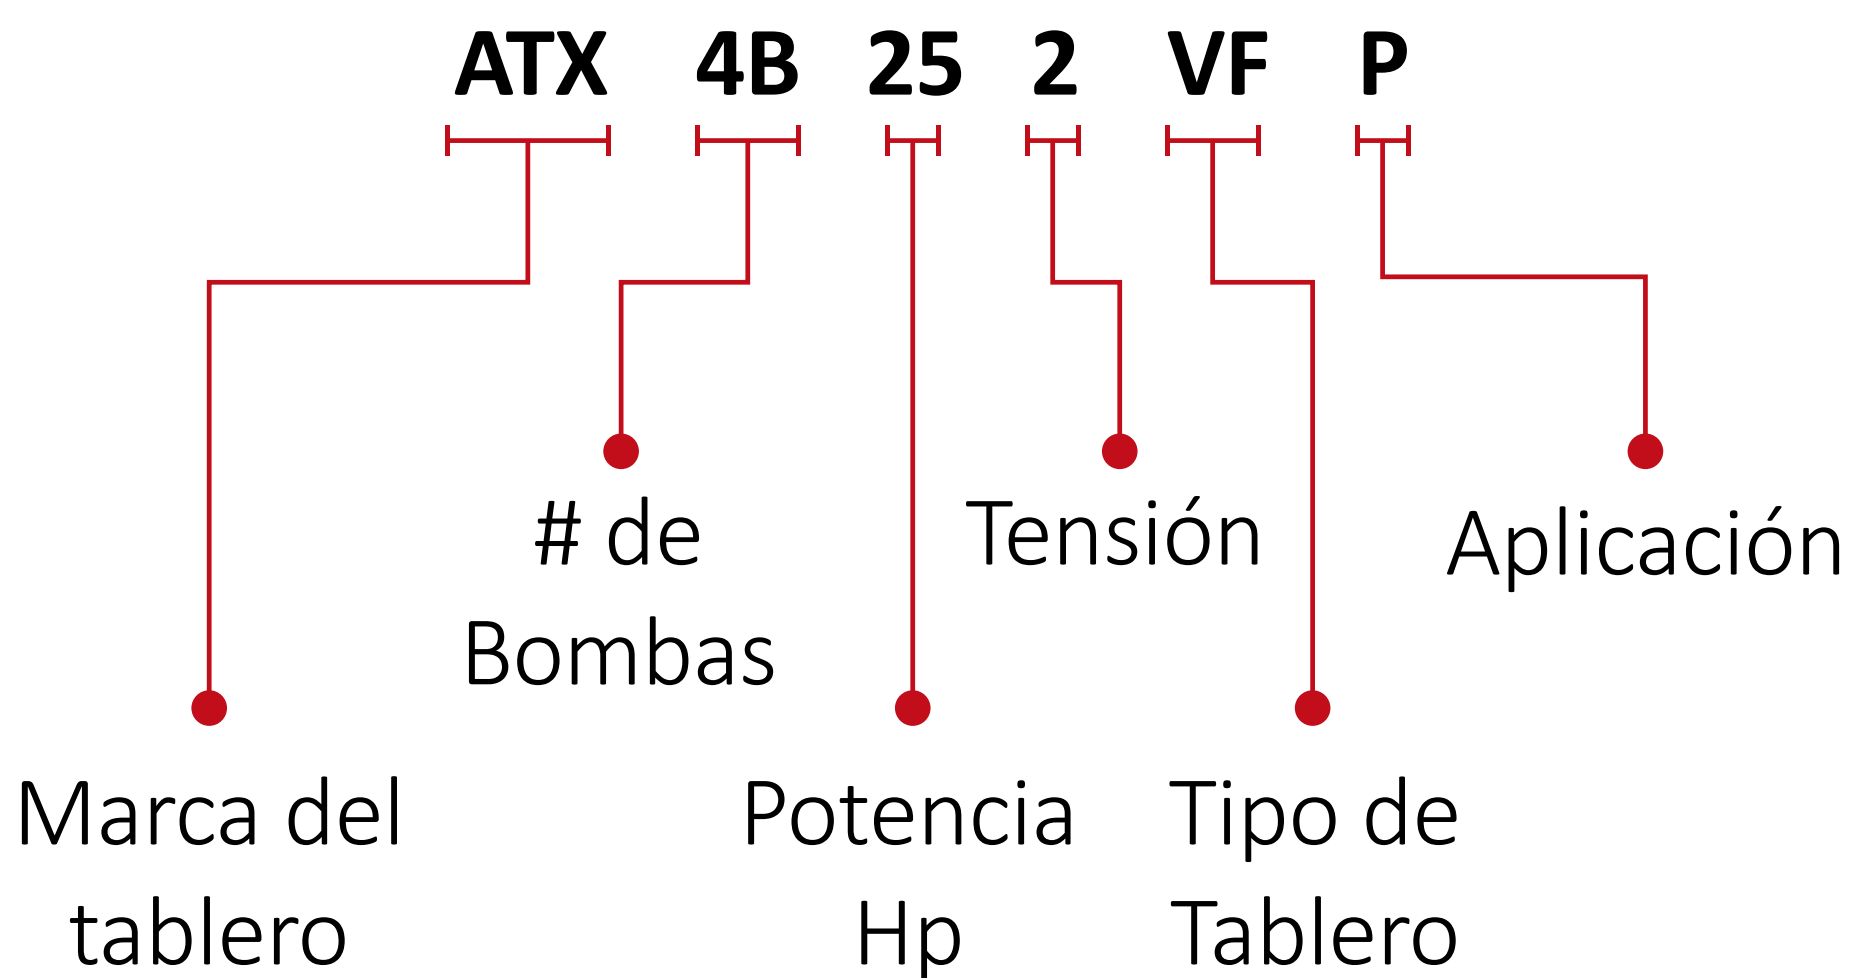 ATX 4B 25 2 VF P
# de
Bombas
Tensión
Aplicación
Marca del
tablero
Potencia
Hp
Tipo de
Tablero